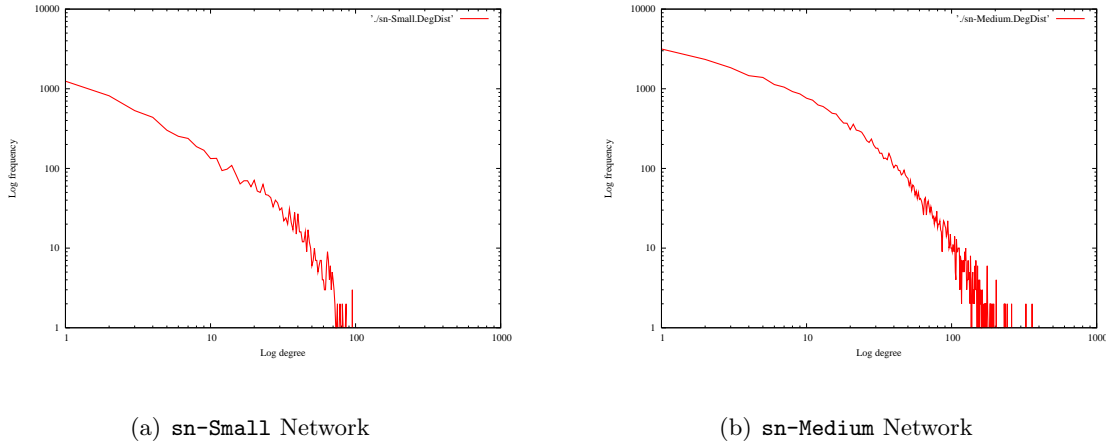 10000
1000
100
10
1
1 10 100 1000
Log frequency
Log degree
'./sn-Small.DegDist'
(a) sn-Small Network
10000
1000
100
10
1
1 10 100 1000
Log frequency
Log degree
'./sn-Medium.DegDist'
(b) sn-Medium Network